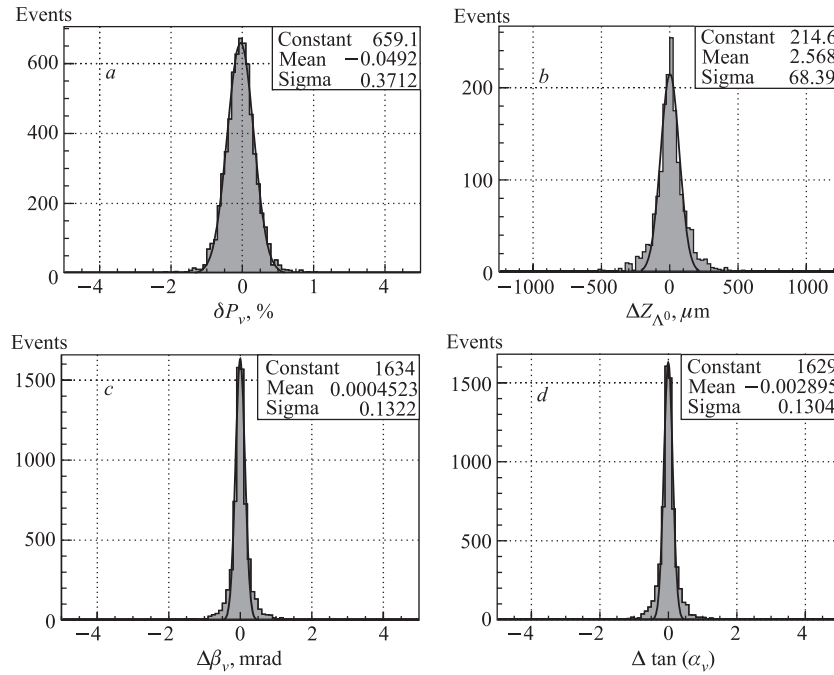 Events
600
400
200
0
a
Constant 659.1
Mean −0.0492
Sigma 0.3712
−4 −2 0 1 4
δP_v, %
Events
200
100
0
b
Constant 214.6
Mean 2.568
Sigma 68.39
−1000 −500 0 500 1000
ΔZ_Λ⁰, μm
Events
1500
1000
500
0
c
Constant 1634
Mean 0.0004523
Sigma 0.1322
−4 −2 0 2 4
Δβ_v, mrad
Events
1500
1000
500
0
d
Constant 1629
Mean −0.002895
Sigma 0.1304
−4 −2 0 2 4
Δ tan (α_v)